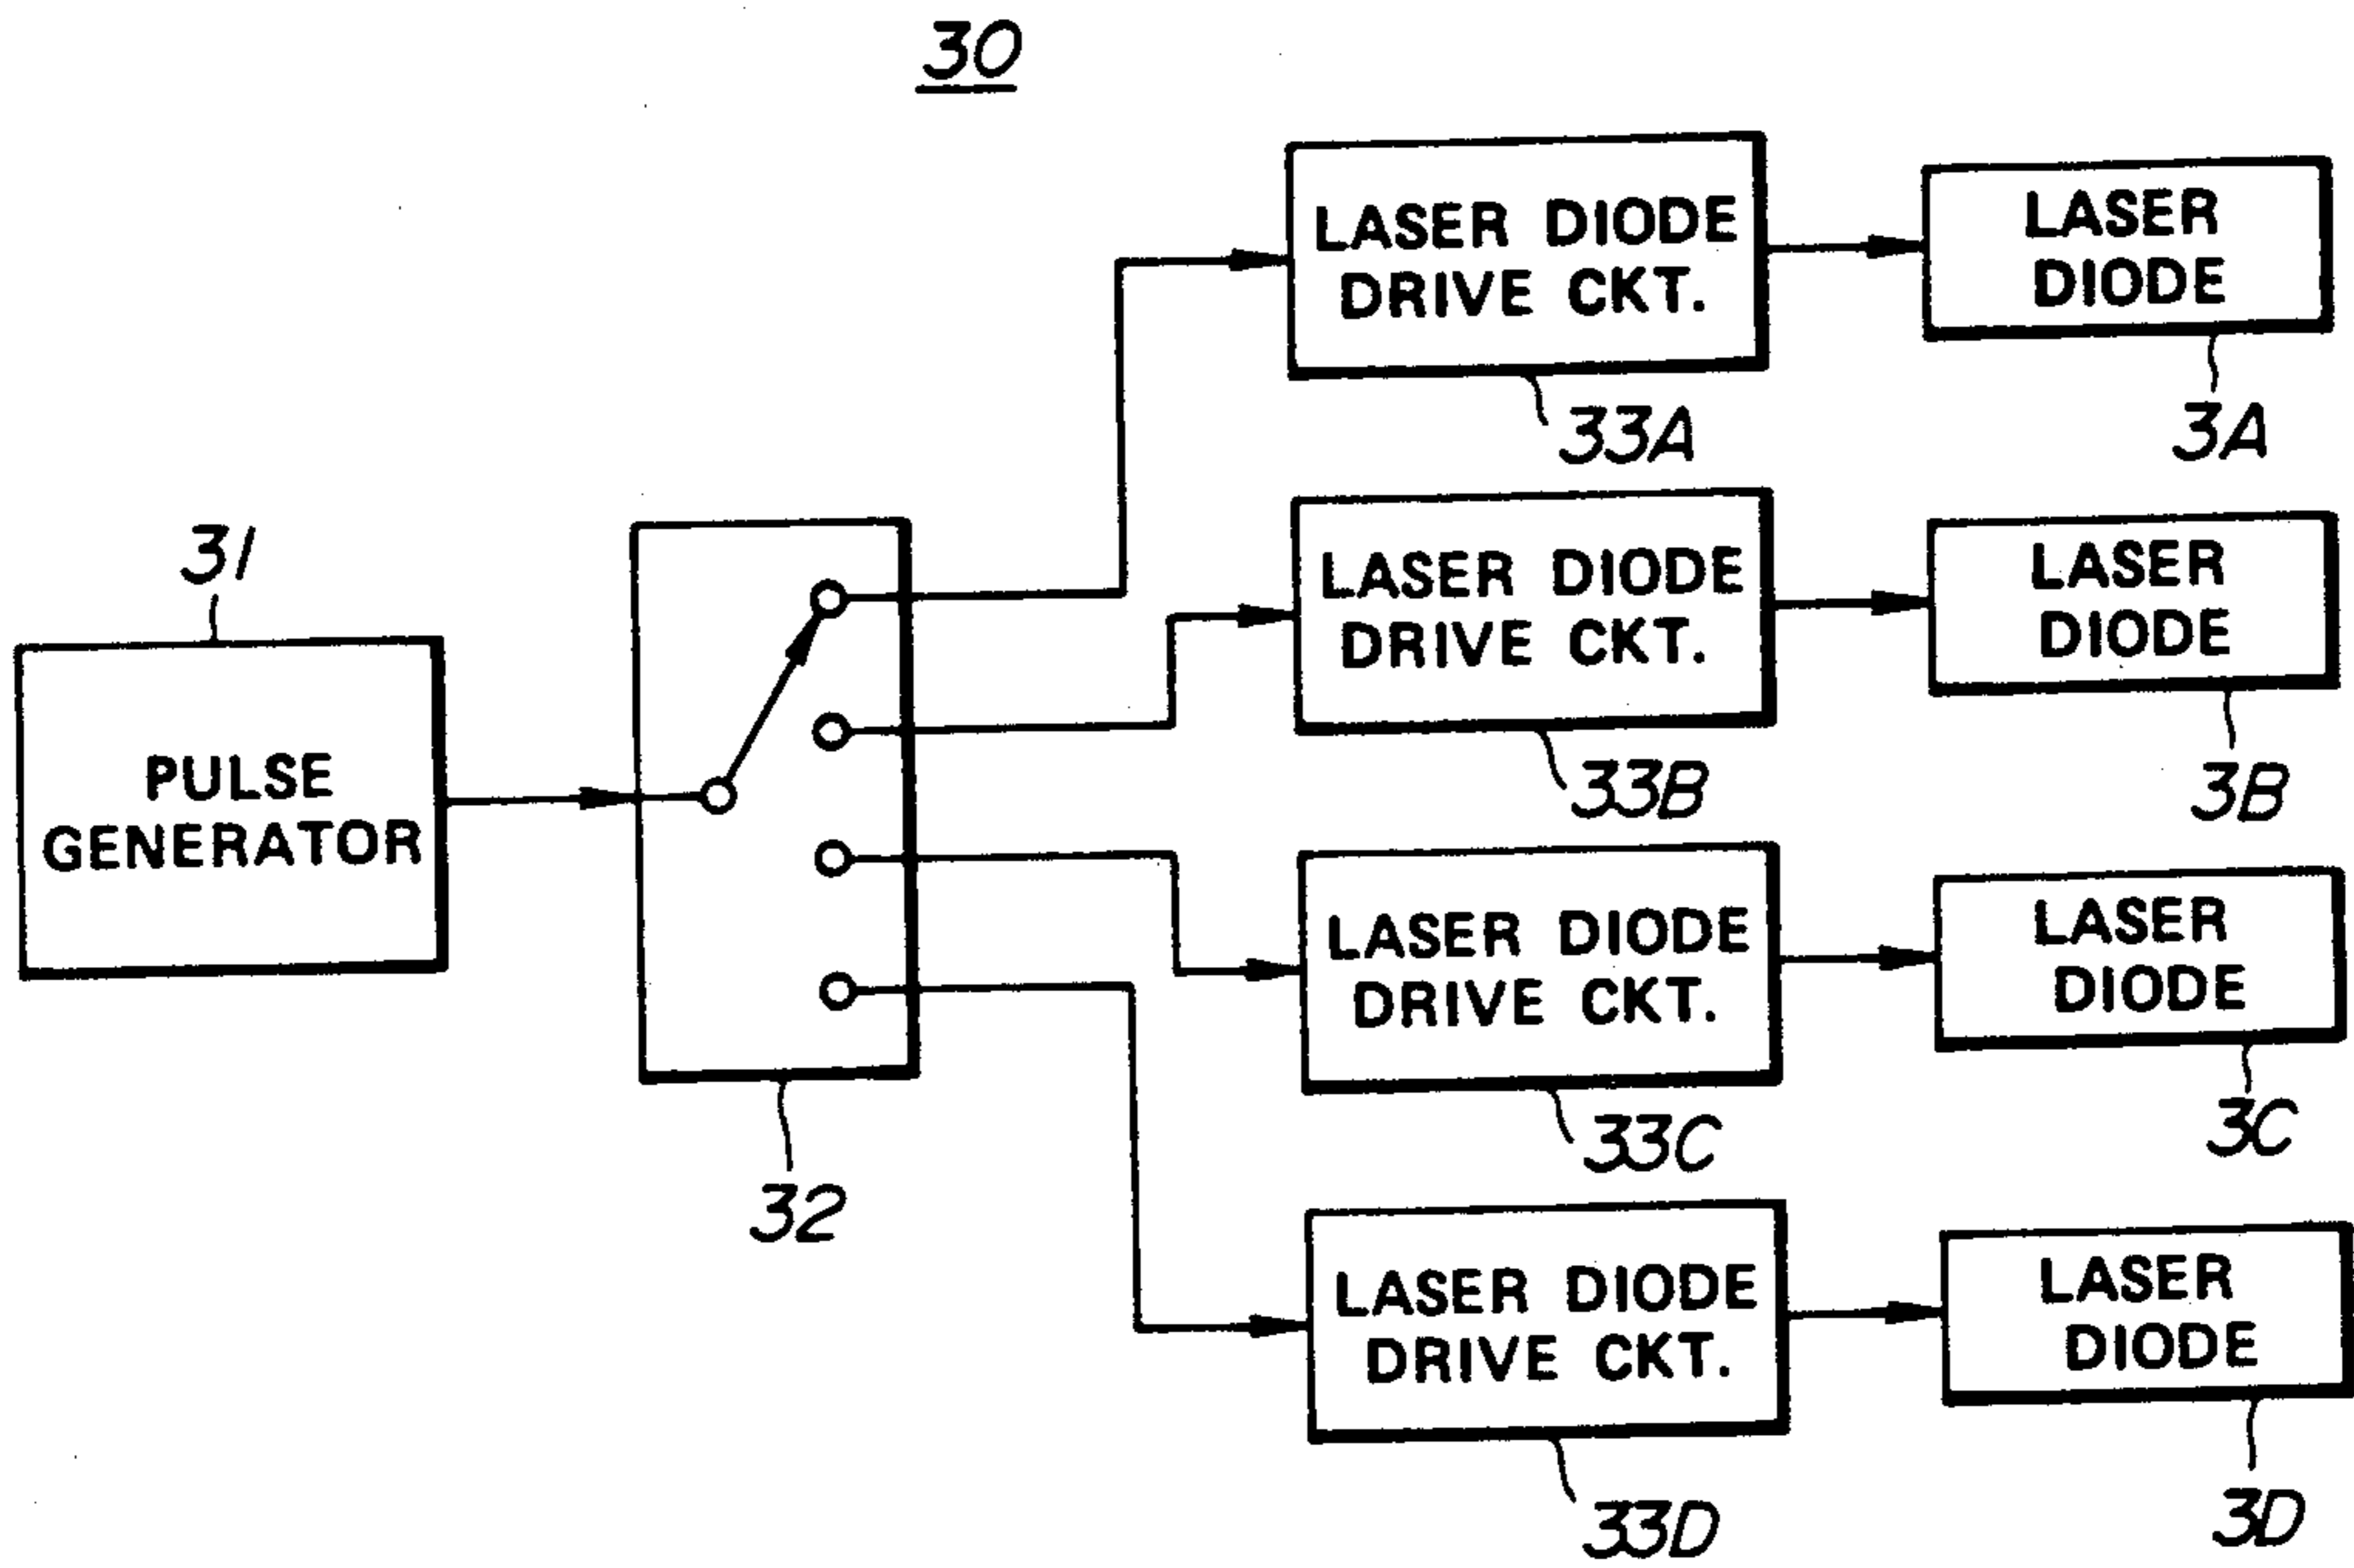 30
LASER DIODE
DRIVE CKT.
33A
LASER
DIODE
3A
31
PULSE
GENERATOR
32
LASER DIODE
DRIVE CKT.
33B
LASER
DIODE
3B
LASER DIODE
DRIVE CKT.
33C
LASER
DIODE
3C
LASER DIODE
DRIVE CKT.
33D
LASER
DIODE
3D